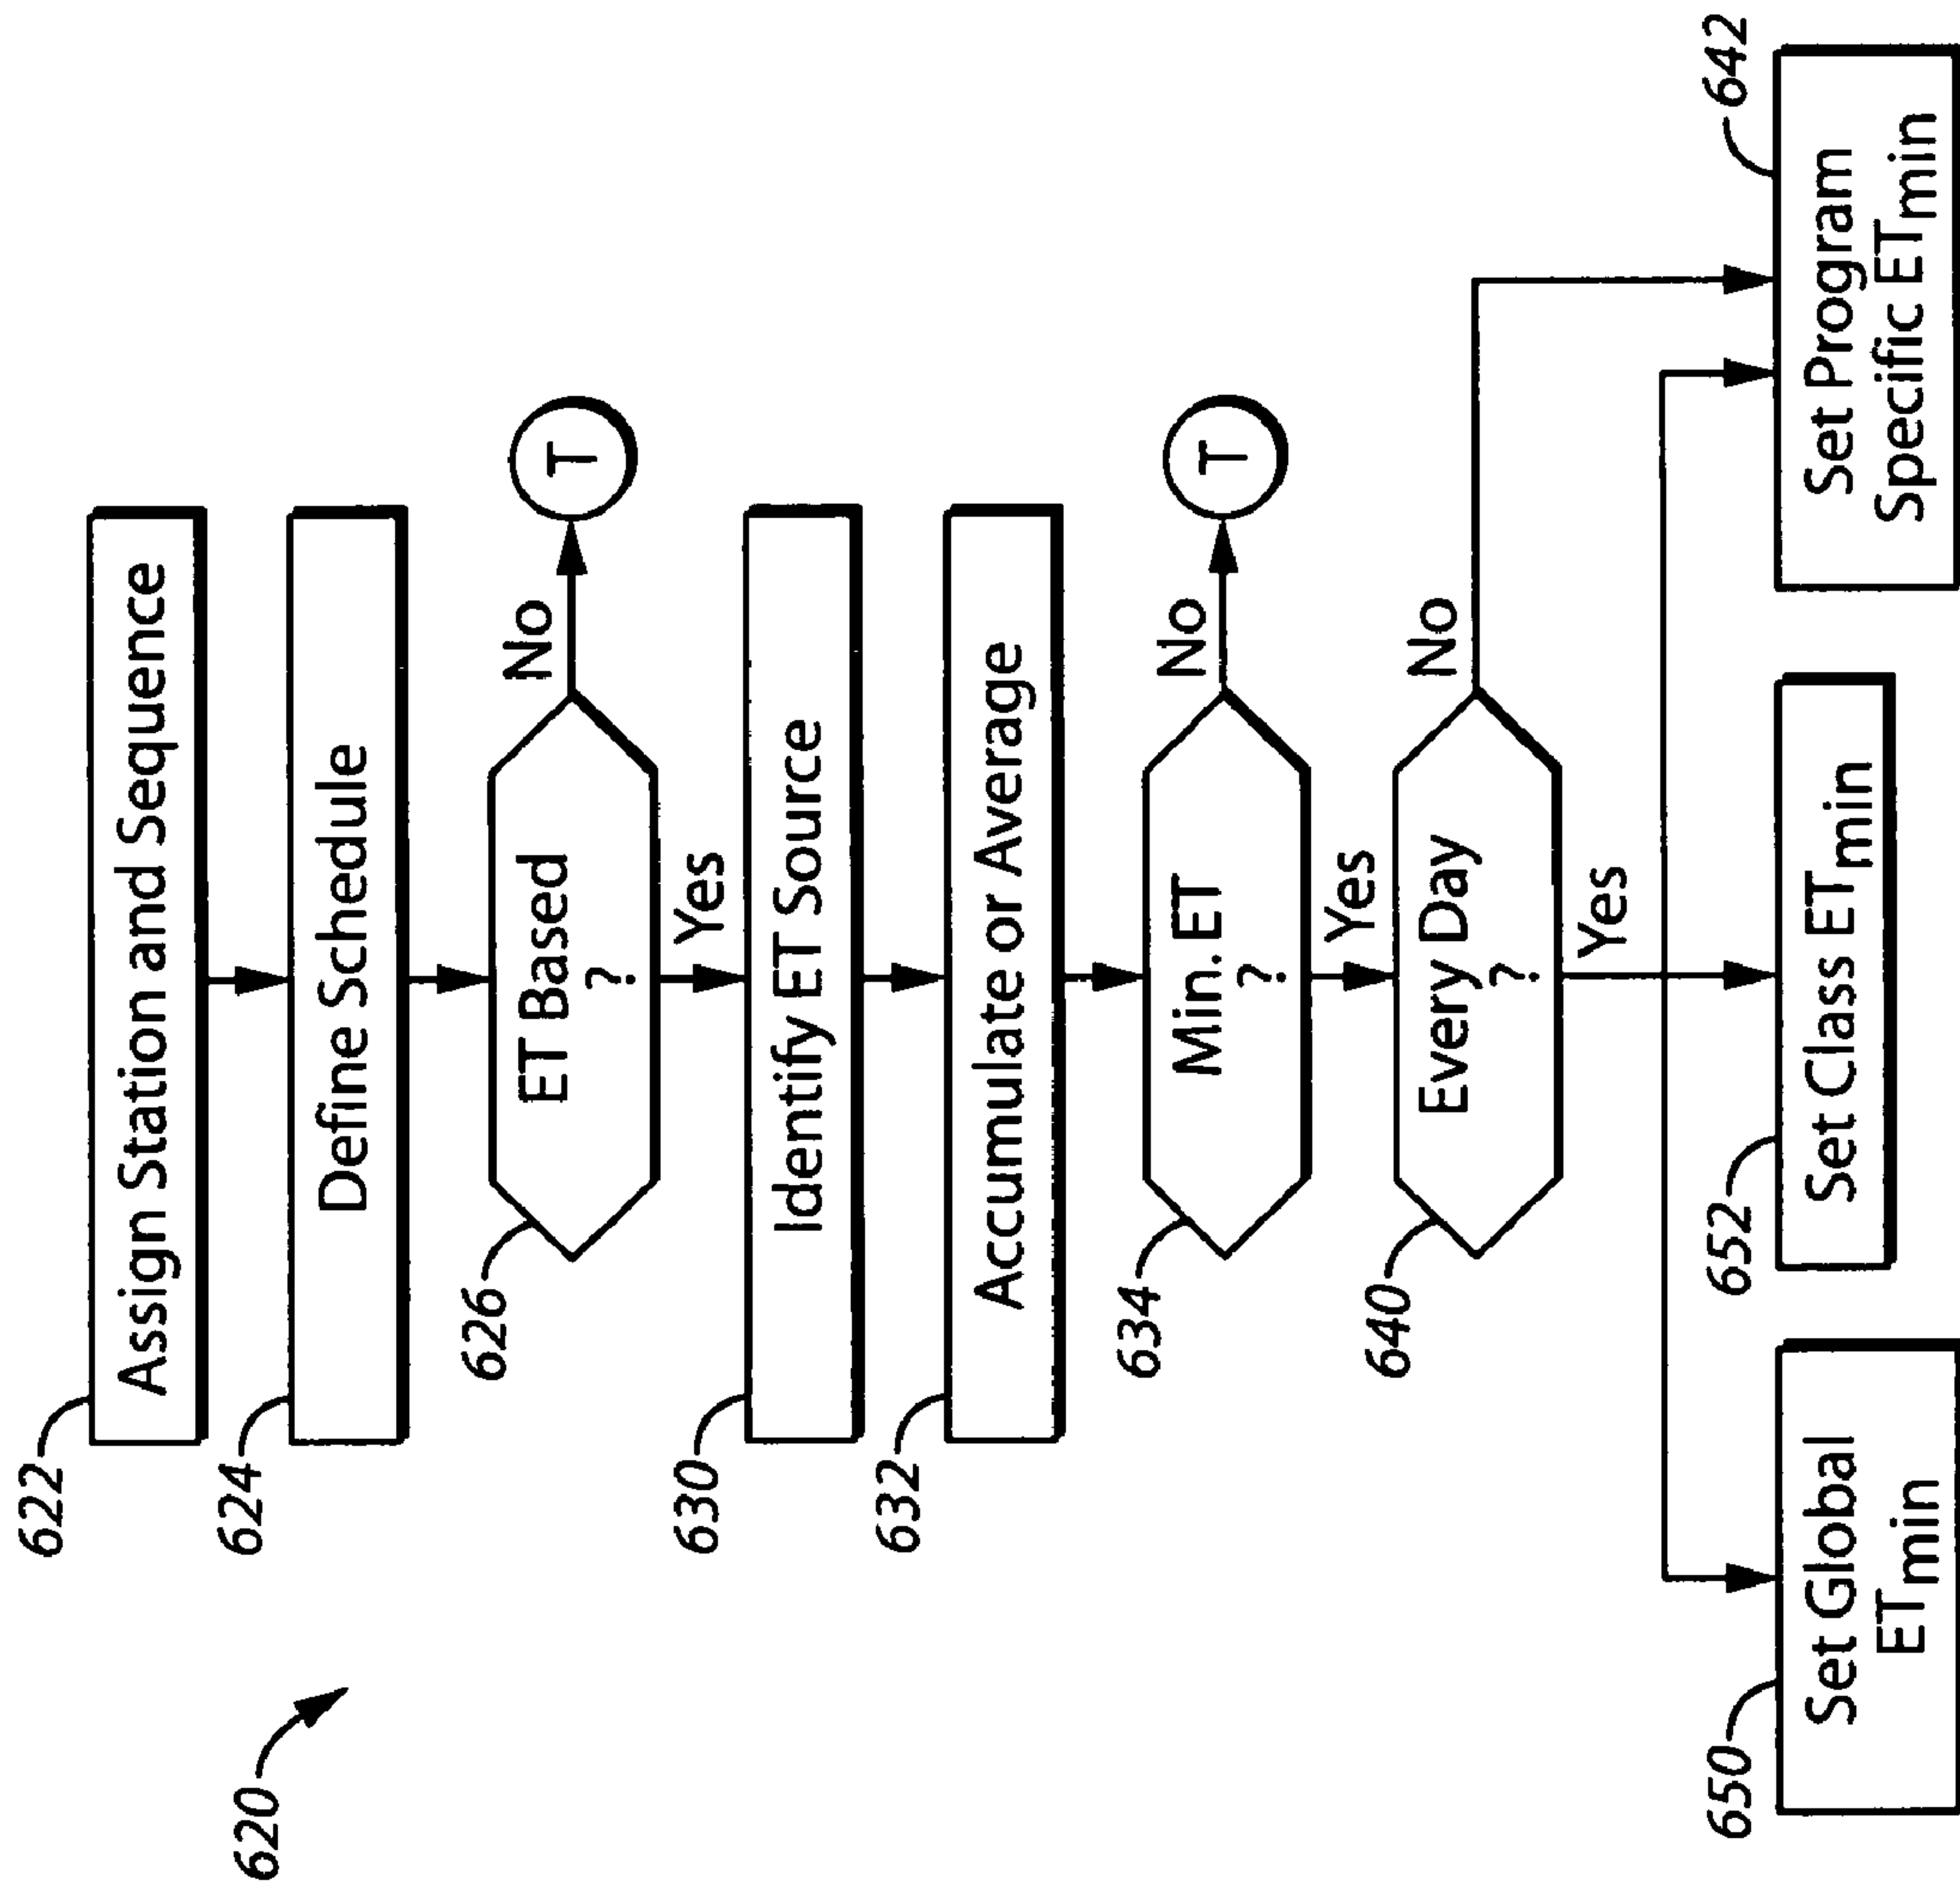 620
622
Assign Station and Sequence
624
Define Schedule
626
ET Based
?
No
T
Yes
630
Identify ET Source
632
Accumulate or Average
634
Min. ET
?
No
T
Yes
640
Every Day
?
No
Yes
650
Set Global
ETmin
652
Set Class ETmin
642
Set Program
Specific ETmin